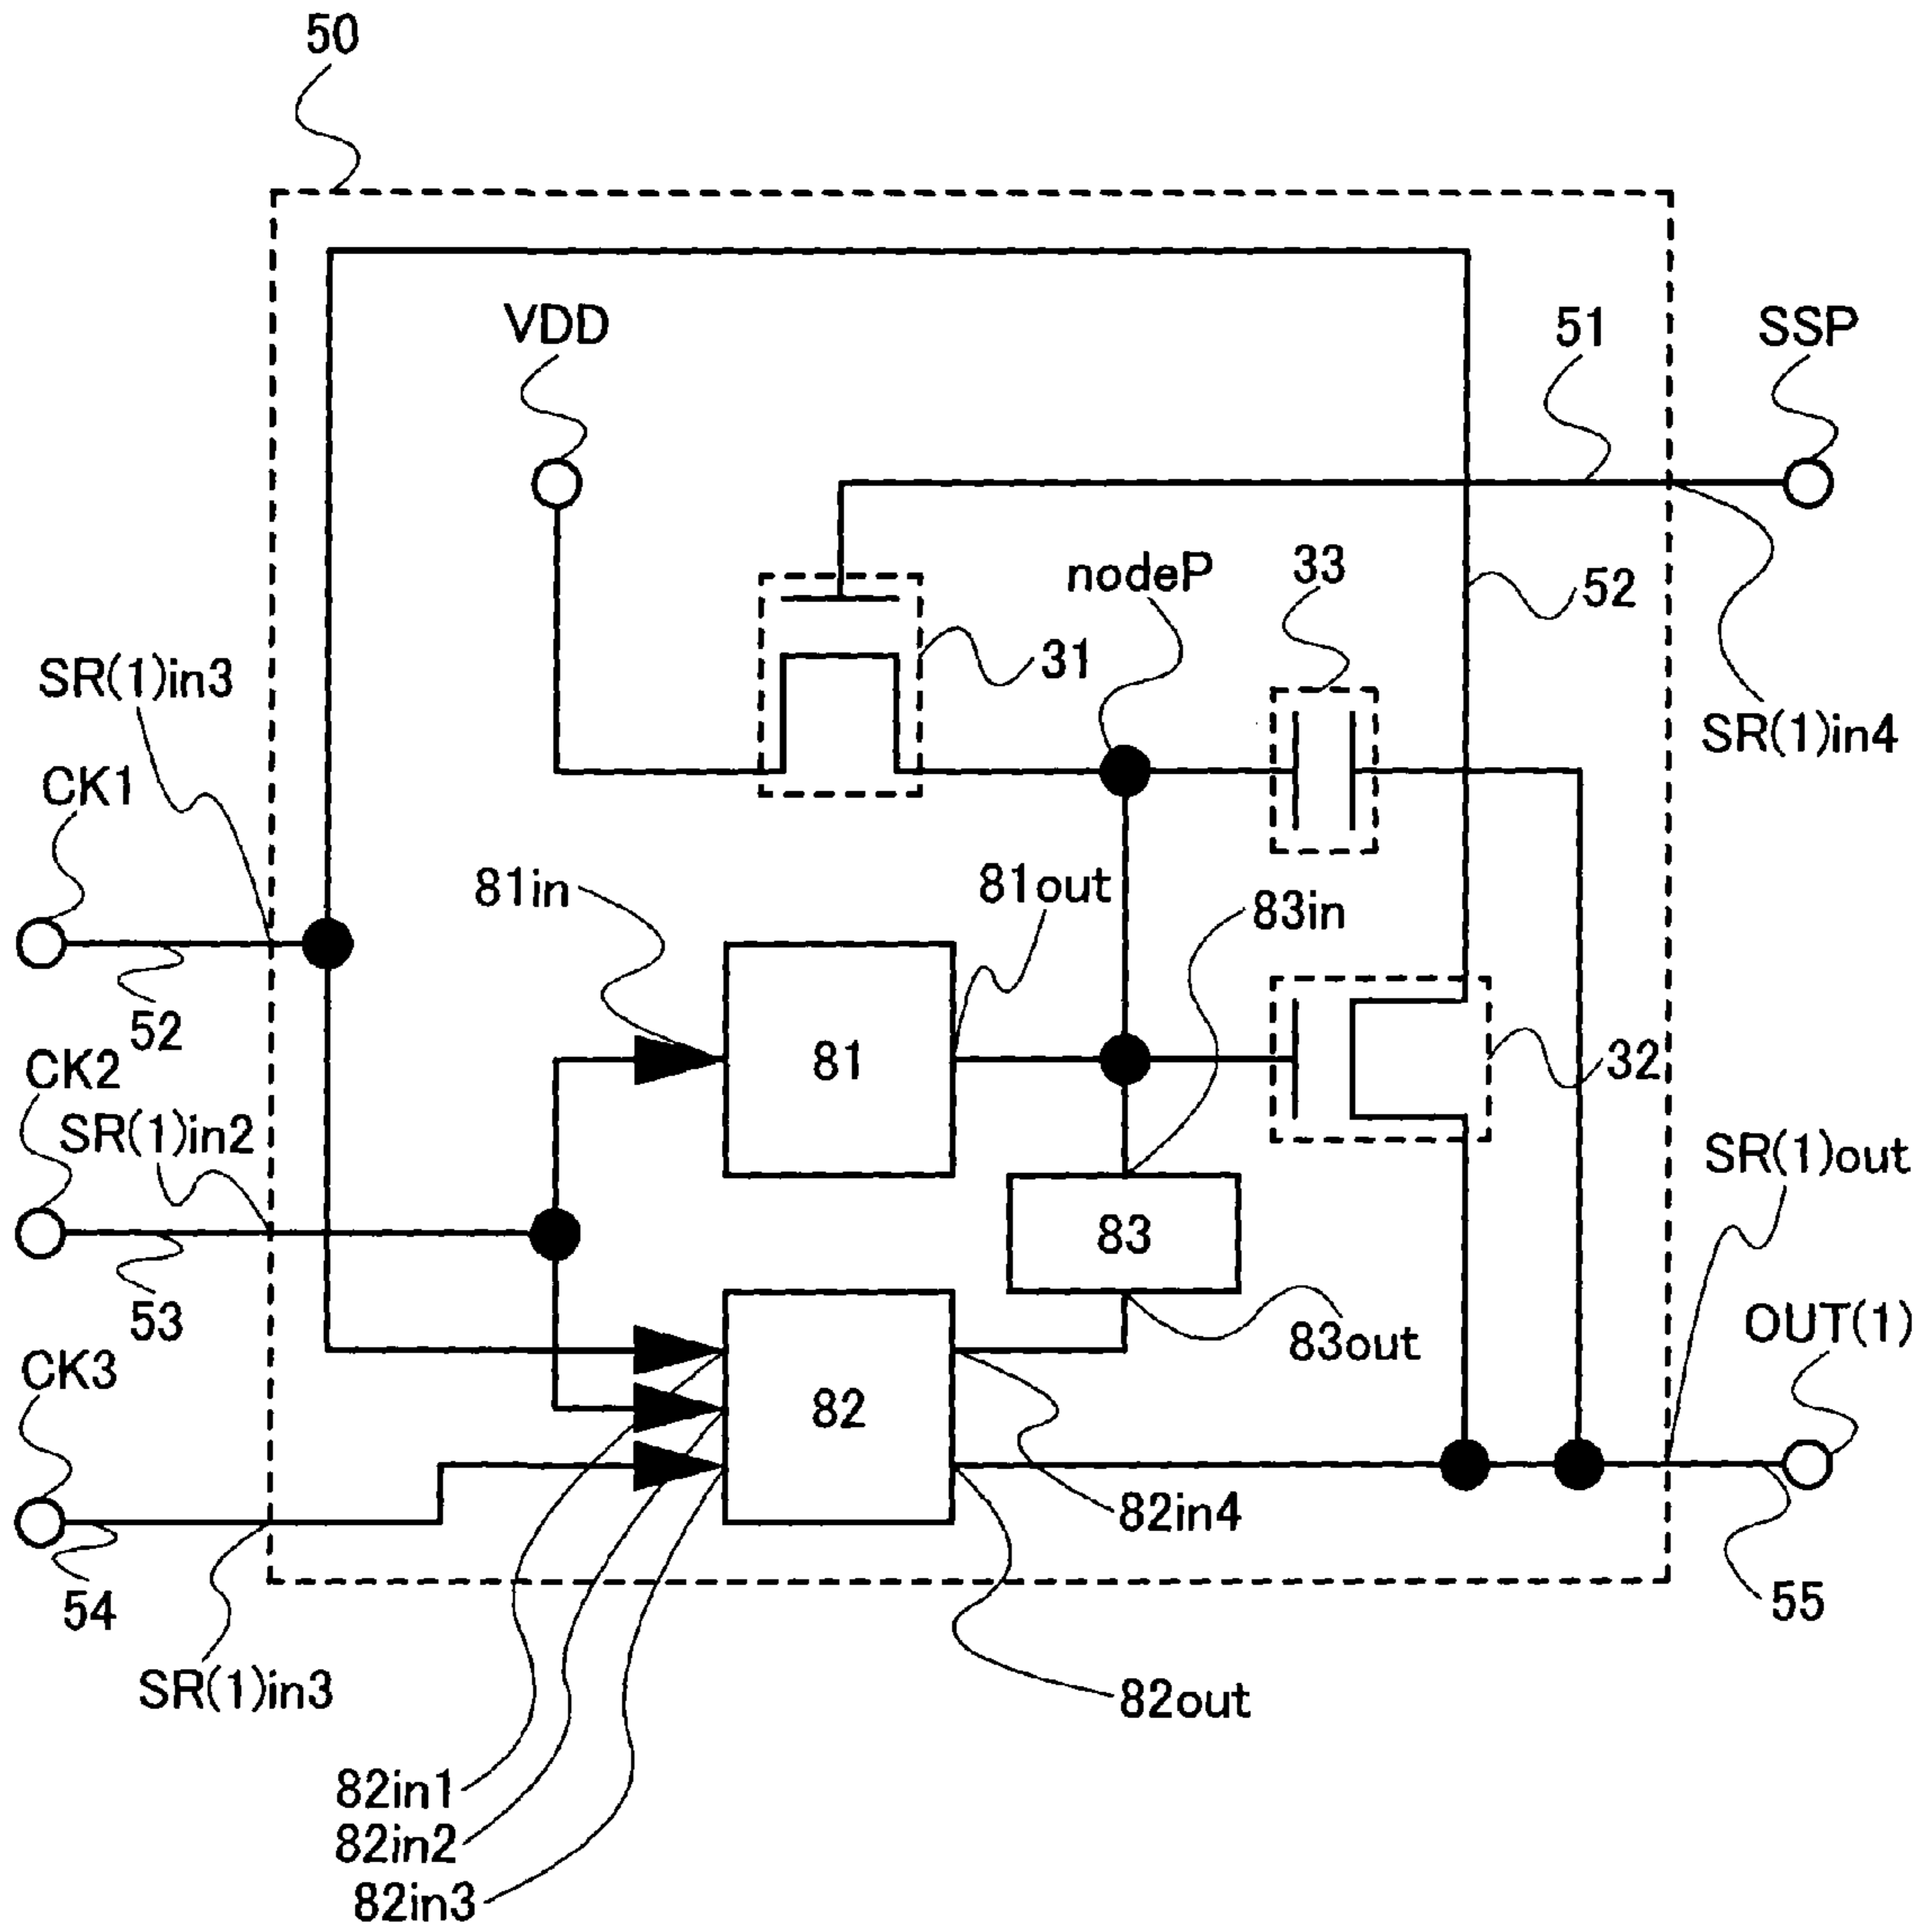 50
VDD
51
SSP
nodeP
33
52
31
SR(1)in3
SR(1)in4
CK1
81in
81out
83in
52
81
32
CK2
SR(1)in2
SR(1)out
83
53
OUT(1)
83out
CK3
82
82in4
54
55
SR(1)in3
82out
82in1
82in2
82in3